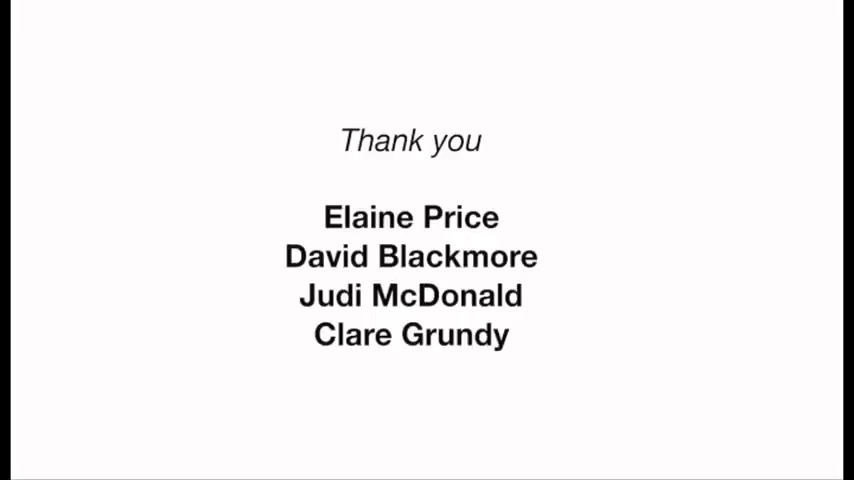 Thank you
Elaine Price
David Blackmore
Judi McDonald
Clare Grundy